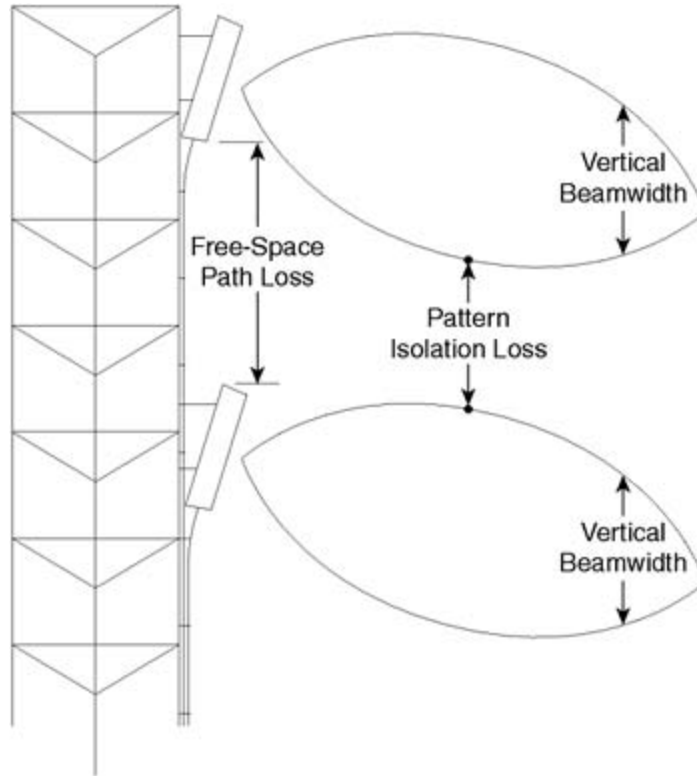 Vertical
Beamwidth
Free-Space
Path Loss
Pattern
Isolation Loss
Vertical
Beamwidth